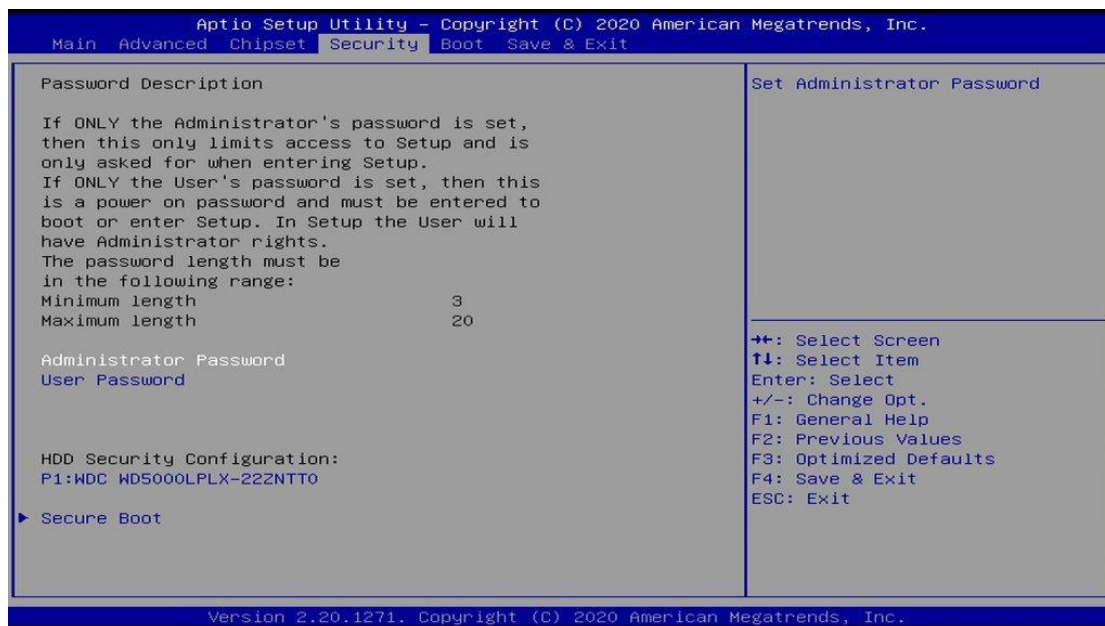 Aptio Setup Utility – Copyright (C) 2020 American Megatrends, Inc.
Main Advanced Chipset Security Boot Save & Exit
Password Description
If ONLY the Administrator's password is set,
then this only limits access to Setup and is
only asked for when entering Setup.
If ONLY the User's password is set, then this
is a power on password and must be entered to
boot or enter Setup. In Setup the User will
have Administrator rights.
The password length must be
in the following range:
Minimum length 3
Maximum length 20
Administrator Password
User Password
HDD Security Configuration:
P1:WDC WD5000LPLX-22ZNTT0
► Secure Boot
Set Administrator Password
→←: Select Screen
↑↓: Select Item
Enter: Select
+/-: Change Opt.
F1: General Help
F2: Previous Values
F3: Optimized Defaults
F4: Save & Exit
ESC: Exit
Version 2.20.1271. Copyright (C) 2020 American Megatrends, Inc.